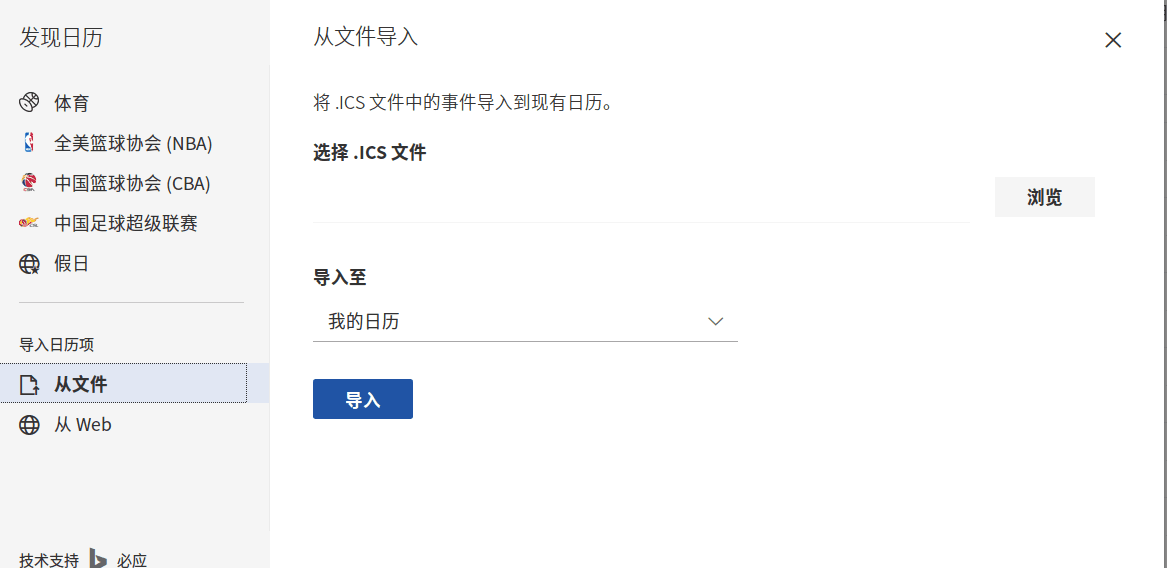 发现日历
体育
全美篮球协会 (NBA)
中国篮球协会 (CBA)
中国足球超级联赛
假日
导入日历项
从文件
从 Web
技术支持 必应
从文件导入
将 .ICS 文件中的事件导入到现有日历。
选择 .ICS 文件
浏览
导入至
我的日历
导入